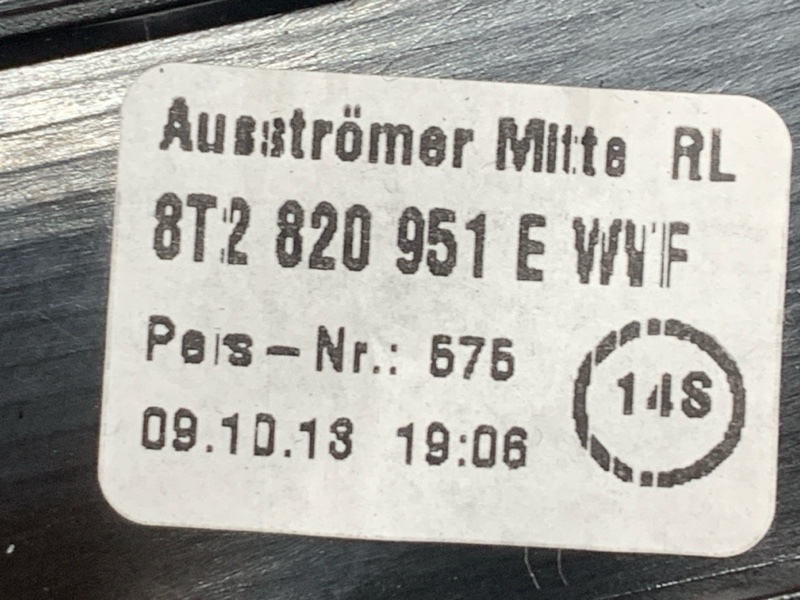 Ausströmer Mitte RL
8T2 820 951 E WVF
Pers-Nr.: 575
14S
09.10.13 19:06